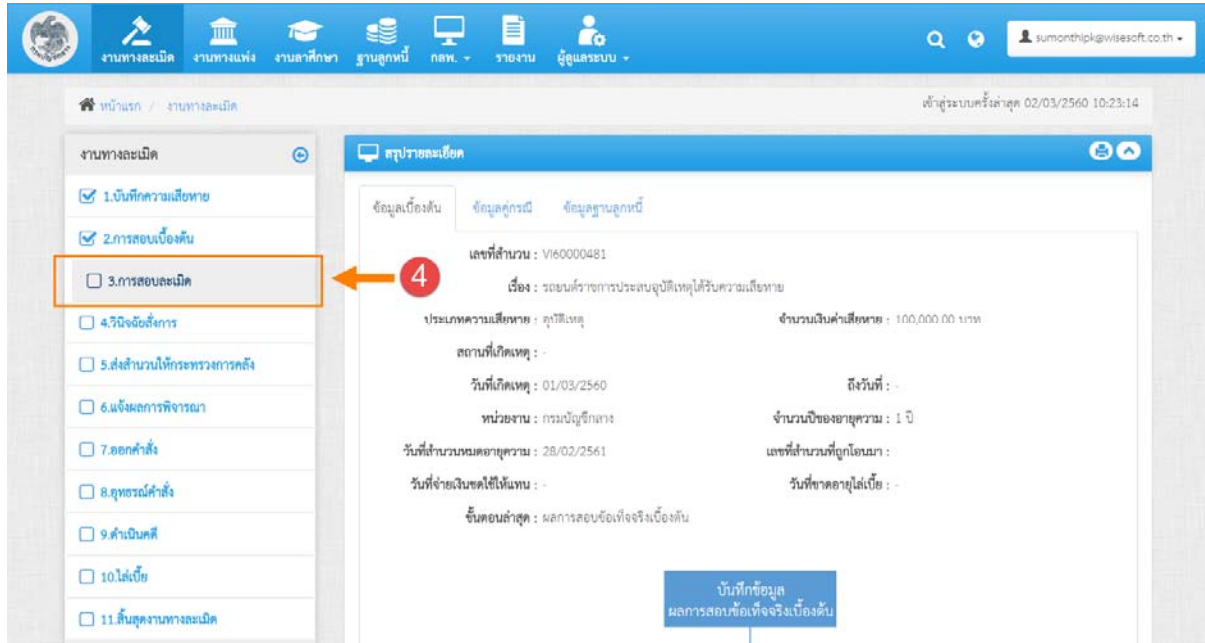 งานทางละเมิด งานทางแพ่ง งานลาศึกษา ฐานลูกหนี้ กลพ. รายงาน ผู้ดูแลระบบ sumonthipk@wisesoft.co.th
หน้าแรก / งานทางละเมิด เข้าสู่ระบบครั้งล่าสุด 02/03/2560 10:23:14
งานทางละเมิด
1.บันทึกความเสียหาย
2.การสอบเบื้องต้น
3.การสอบละเมิด
4
4.วินิจฉัยสั่งการ
5.ส่งสำนวนให้กระทรวงการคลัง
6.แจ้งผลการพิจารณา
7.ออกคำสั่ง
8.อุทธรณ์คำสั่ง
9.ดำเนินคดี
10.ไล่เบี้ย
11.สิ้นสุดงานทางละเมิด
สรุปรายละเอียด
ข้อมูลเบื้องต้น ข้อมูลคู่กรณี ข้อมูลฐานลูกหนี้
เลขที่สำนวน : VI60000481
เรื่อง : รถยนต์ราชการประสบอุบัติเหตุได้รับความเสียหาย
ประเภทความเสียหาย : อุบัติเหตุ จำนวนเงินค่าเสียหาย : 100,000.00 บาท
สถานที่เกิดเหตุ : -
วันที่เกิดเหตุ : 01/03/2560 ถึงวันที่ : -
หน่วยงาน : กรมบัญชีกลาง จำนวนปีของอายุความ : 1 ปี
วันที่สำนวนหมดอายุความ : 28/02/2561 เลขที่สำนวนที่ถูกโอนมา :
วันที่จ่ายเงินชดใช้ให้แทน : - วันที่ขาดอายุไล่เบี้ย : -
ขั้นตอนล่าสุด : ผลการสอบข้อเท็จจริงเบื้องต้น
บันทึกข้อมูล
ผลการสอบข้อเท็จจริงเบื้องต้น